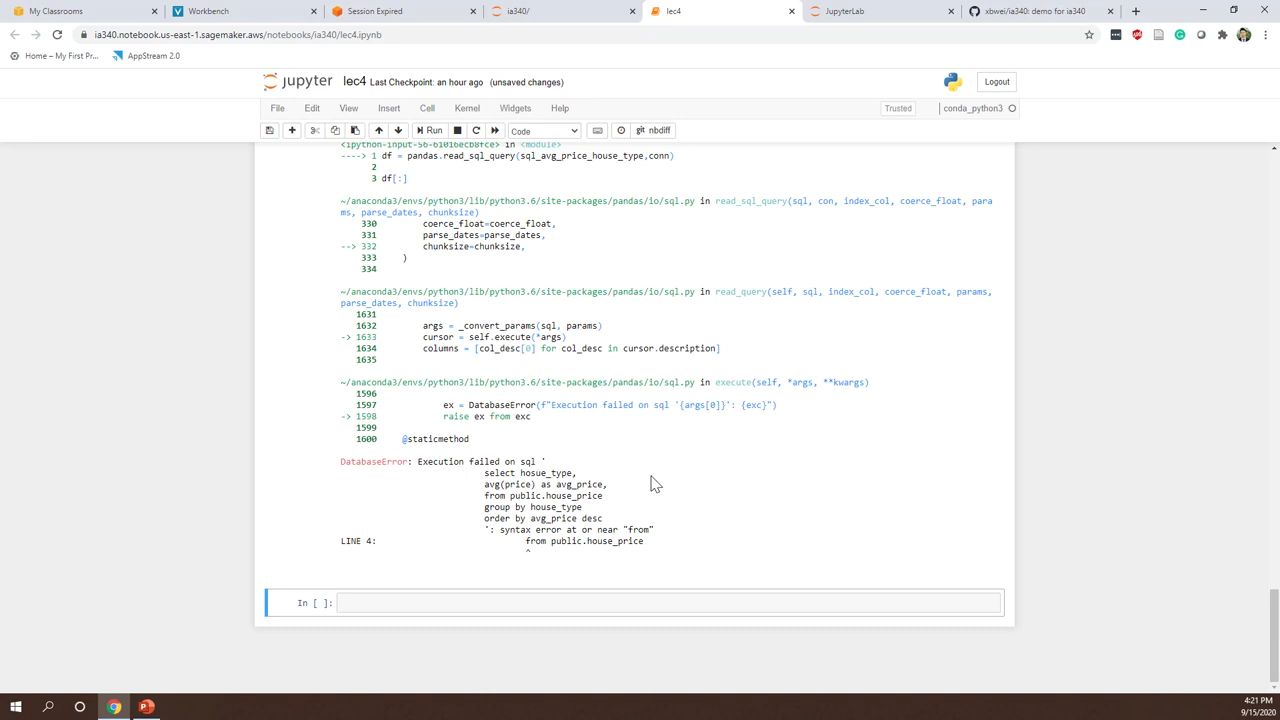 My Classrooms
Workbench
Session Expired
ia340/
lec4
JupyterLab
xbwei/ia340: demo for ia340
ia340.notebook.us-east-1.sagemaker.aws/notebooks/ia340/lec4.ipynb
Home – My First Pr...
AppStream 2.0
jupyter lec4 Last Checkpoint: an hour ago (unsaved changes)
Logout
File Edit View Insert Cell Kernel Widgets Help
Trusted
conda_python3
Run
Code
nbdiff
<ipython-input-56-61016ecb8fce> in <module>
----> 1 df = pandas.read_sql_query(sql_avg_price_house_type,conn)
2
3 df[:]
~/anaconda3/envs/python3/lib/python3.6/site-packages/pandas/io/sql.py in read_sql_query(sql, con, index_col, coerce_float, para
ms, parse_dates, chunksize)
330 coerce_float=coerce_float,
331 parse_dates=parse_dates,
--> 332 chunksize=chunksize,
333 )
334
~/anaconda3/envs/python3/lib/python3.6/site-packages/pandas/io/sql.py in read_query(self, sql, index_col, coerce_float, params,
parse_dates, chunksize)
1631
1632 args = _convert_params(sql, params)
-> 1633 cursor = self.execute(*args)
1634 columns = [col_desc[0] for col_desc in cursor.description]
1635
~/anaconda3/envs/python3/lib/python3.6/site-packages/pandas/io/sql.py in execute(self, *args, **kwargs)
1596
1597 ex = DatabaseError(f"Execution failed on sql '{args[0]}': {exc}")
-> 1598 raise ex from exc
1599
1600 @staticmethod
DatabaseError: Execution failed on sql '
select hosue_type,
avg(price) as avg_price,
from public.house_price
group by house_type
order by avg_price desc
': syntax error at or near "from"
LINE 4: from public.house_price
^
In [ ]:
4:21 PM
9/15/2020